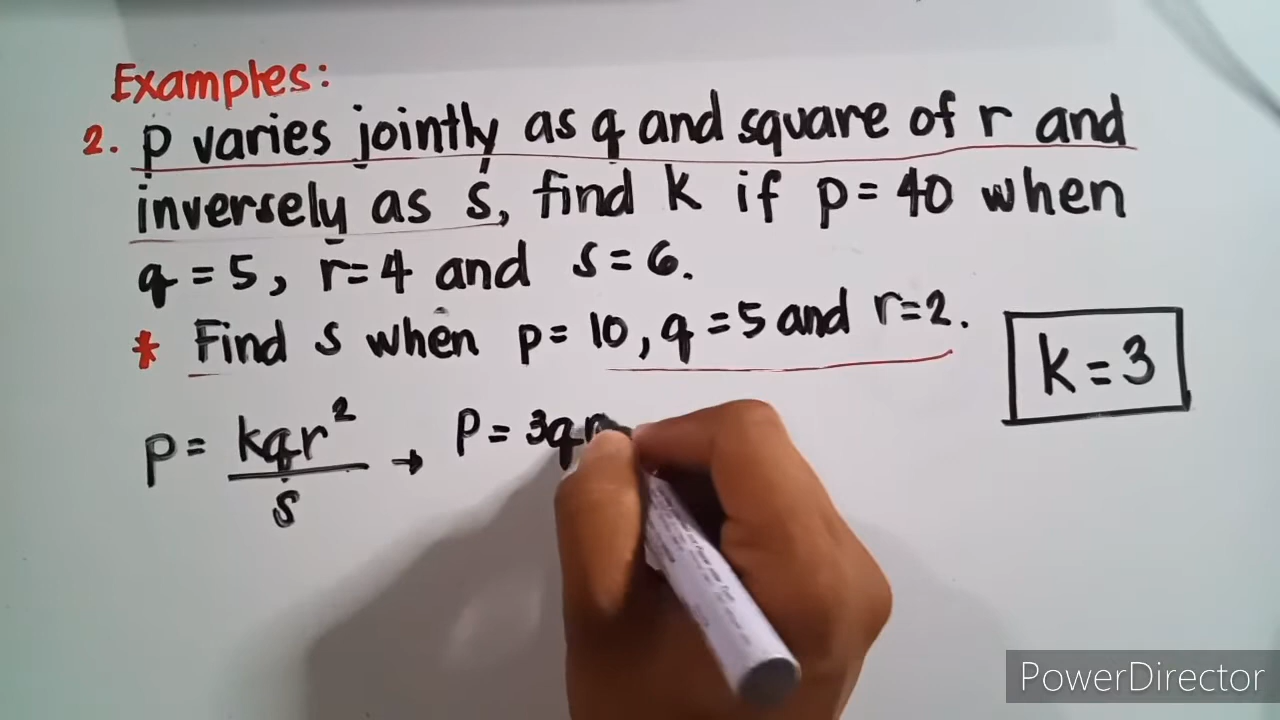 Examples:
2. p varies jointly as q and square of r and
inversely as s, find k if p = 40 when
q = 5, r = 4 and s = 6.
* Find s when p = 10, q = 5 and r = 2.
k = 3
p = kqr² / s → p = 3qr
PowerDirector